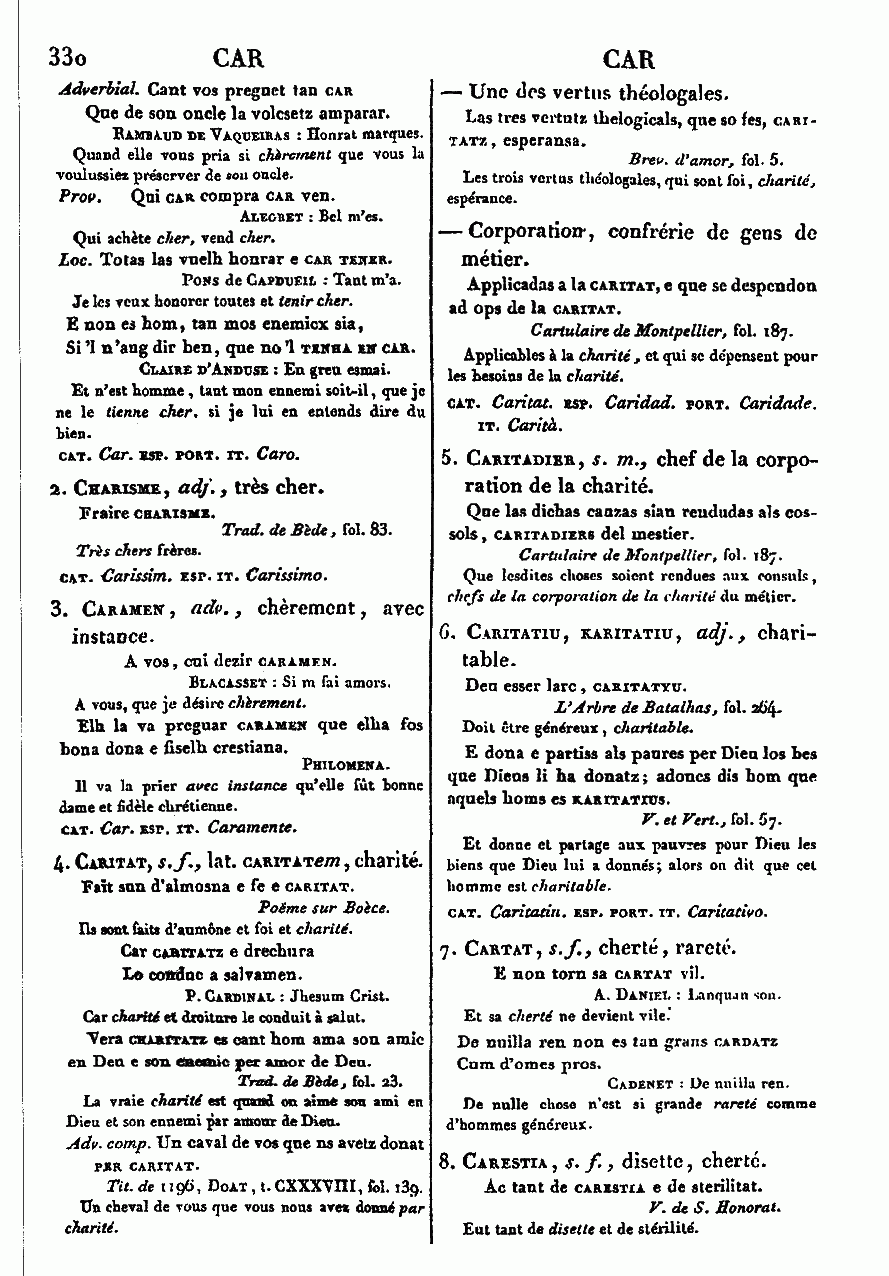 330 CAR CAR
Adverbial. Cant vos pregnet tan CAR
Que de son oncle la volcsetz amparar.
RAMBAUD DE VAQUEIRAS : Honrat marques.
Quand elle vous pria si chèrement que vous la
voulussiez préserver de son oncle.
Prov. Qui CAR compra CAR ven.
ALEGRET : Bel m'es.
Qui achète cher, vend cher.
Loc. Totas las vuelh honrar e CAR TENER.
PONS de CAPDUEIL : Tant m'a.
Je les veux honorer toutes et tenir cher.
E non es hom, tan mos enemicx sia,
Si 'l n'aug dir ben, que no 'l TENHA EN CAR.
CLAIRE D'ANDUSE : En greu esmai.
Et n'est homme, tant mon ennemi soit-il, que je
ne le tienne cher, si je lui en entends dire du
bien.
CAT. Car. ESP. PORT. IT. Caro.
2. CHARISME, adj., très cher.
Fraire CHARISME.
Trad. de Bède, fol. 83.
Très chers frères.
CAT. Carissim. ESP. IT. Carissimo.
3. CARAMEN, adv., chèrement, avec
instance.
A vos, cui dezir CARAMEN.
BLACASSET : Si m fai amors.
A vous, que je désire chèrement.
Elh la va preguar CARAMEN que elha fos
bona dona e fiselh crestiana.
PHILOMENA.
Il va la prier avec instance qu'elle fût bonne
dame et fidèle chrétienne.
CAT. Car. ESP. IT. Caramente.
4. CARITAT, s.f., lat. CARITATem, charité.
Fait sun d'almosna e fe e CARITAT.
Poëme sur Boèce.
Ils sont faits d'aumône et foi et charité.
Car CARITATZ e drechura
Lo condue a salvamen.
P. CARDINAL : Jhesum Crist.
Car charité et droiture le conduit à salut.
Vera CHARITATZ es cant hom ama son amic
en Deu e son enemic per amor de Deu.
Trad. de Bède, fol. 23.
La vraie charité est quand on aime son ami en
Dieu et son ennemi par amour de Dieu.
Adv. comp. Un caval de vos que ns avetz donat
PER CARITAT.
Tit. de 1196, DOAT, t. CXXXVIII, fol. 139.
Un cheval de vous que vous nous avez donné par
charité.
— Une des vertus théologales.
Las tres vertutz thelogicals, que so fes, CARI-
TATZ, esperansa.
Brev. d'amor, fol. 5.
Les trois vertus théologales, qui sont foi, charité,
espérance.
— Corporation, confrérie de gens de
métier.
Applicadas a la CARITAT, e que se despendon
ad ops de la CARITAT.
Cartulaire de Montpellier, fol. 187.
Applicables à la charité, et qui se dépensent pour
les besoins de la charité.
CAT. Caritat. ESP. Caridad. PORT. Caridade.
IT. Carità.
5. CARITADIER, s. m., chef de la corpo-
ration de la charité.
Que las dichas cauzas sian rendudas als cos-
sols, CARITADIERS del mestier.
Cartulaire de Montpellier, fol. 187.
Que lesdites choses soient rendues aux consuls,
chefs de la corporation de la charité du métier.
6. CARITATIU, KARITATIU, adj., chari-
table.
Deu esser larc, CARITATYU.
L'Arbre de Batalhas, fol. 264.
Doit être généreux, charitable.
E dona e partiss als paures per Dieu los bes
que Dieus li ha donatz; adoncs dis hom que
aquels homs es KARITATIUS.
V. et Vert., fol. 57.
Et donne et partage aux pauvres pour Dieu les
biens que Dieu lui a donnés; alors on dit que cet
homme est charitable.
CAT. Caritatiu. ESP. PORT. IT. Caritativo.
7. CARTAT, s.f., cherté, rareté.
E non torn sa CARTAT vil.
A. DANIEL : Lanquan son.
Et sa cherté ne devient vile.
De nuilla ren non es tan grans CARDATZ
Cum d'omes pros.
CADENET : De nuilla ren.
De nulle chose n'est si grande rareté comme
d'hommes généreux.
8. CARESTIA, s. f., disette, cherté.
Ac tant de CARESTIA e de sterilitat.
V. de S. Honorat.
Eut tant de disette et de stérilité.